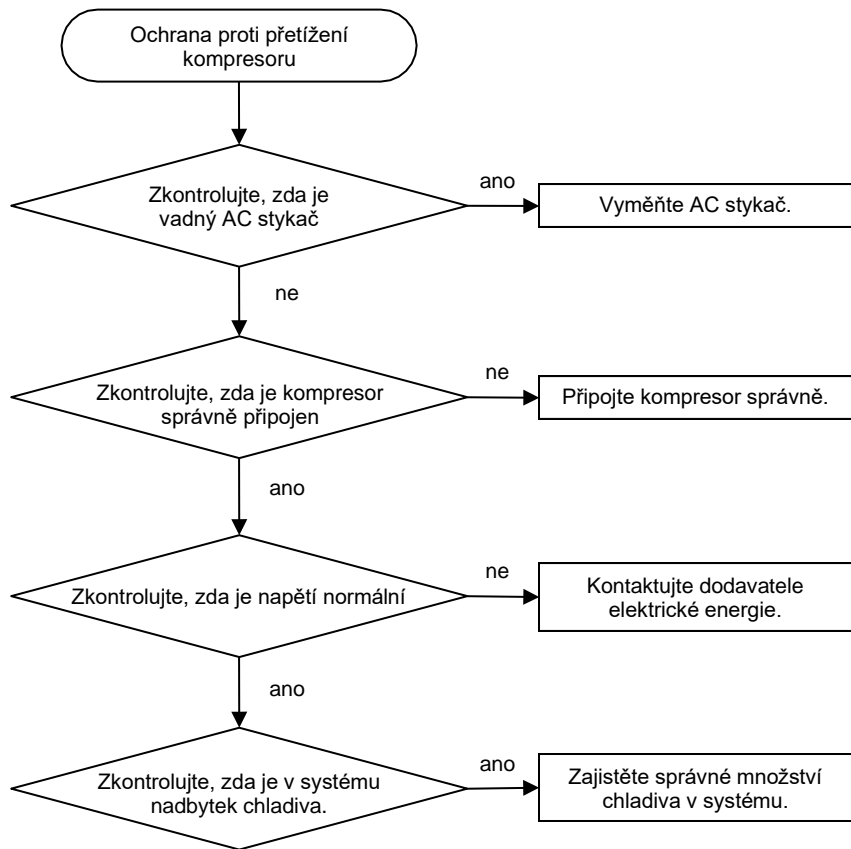 Ochrana proti přetížení
kompresoru
Zkontrolujte, zda je
vadný AC stykač
ano
Vyměňte AC stykač.
ne
Zkontrolujte, zda je kompresor
správně připojen
ne
Připojte kompresor správně.
ano
Zkontrolujte, zda je napětí normální
ne
Kontaktujte dodavatele
elektrické energie.
ano
Zkontrolujte, zda je v systému
nadbytek chladiva.
ano
Zajistěte správné množství
chladiva v systému.